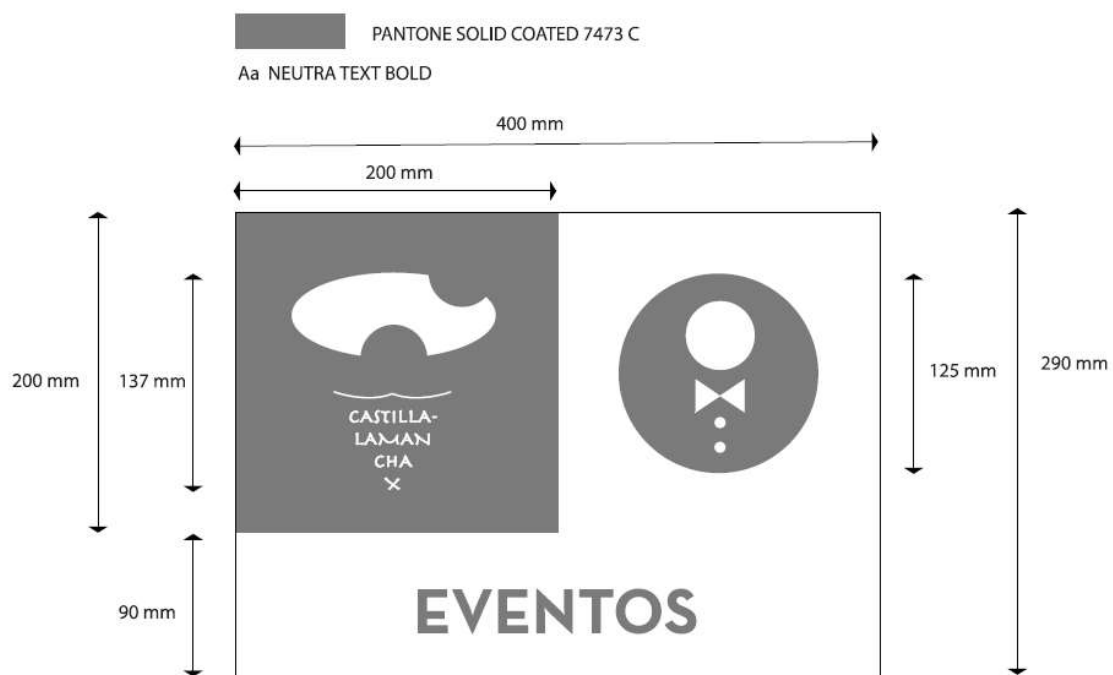 PANTONE SOLID COATED 7473 C
Aa NEUTRA TEXT BOLD
400 mm
200 mm
200 mm
137 mm
125 mm
290 mm
CASTILLA-
LAMAN
CHA
X
90 mm
EVENTOS